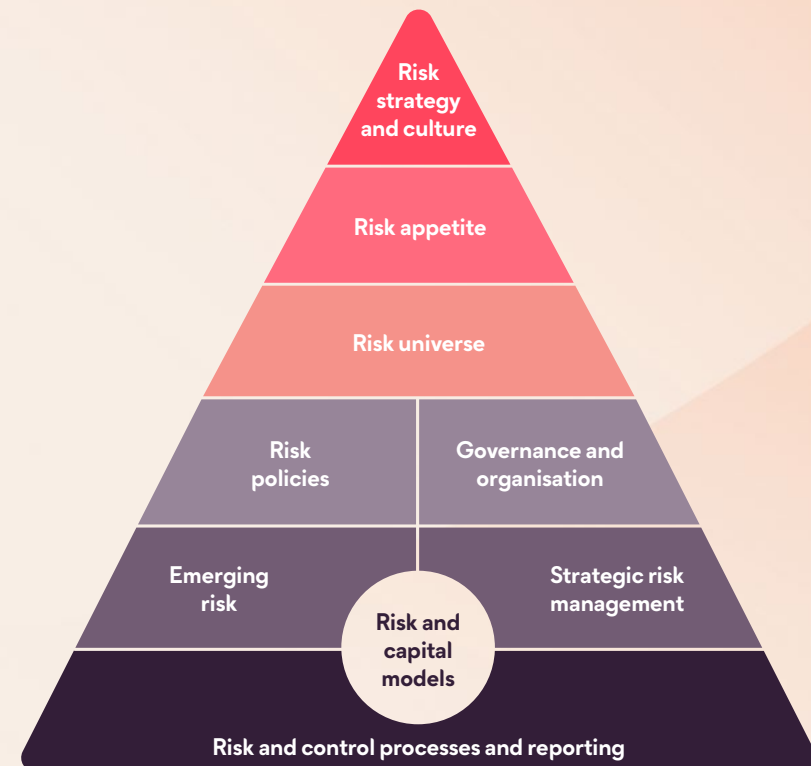 Risk
strategy
and culture
Risk appetite
Risk universe
Risk
policies
Governance and
organisation
Emerging
risk
Strategic risk
management
Risk and
capital
models
Risk and control processes and reporting